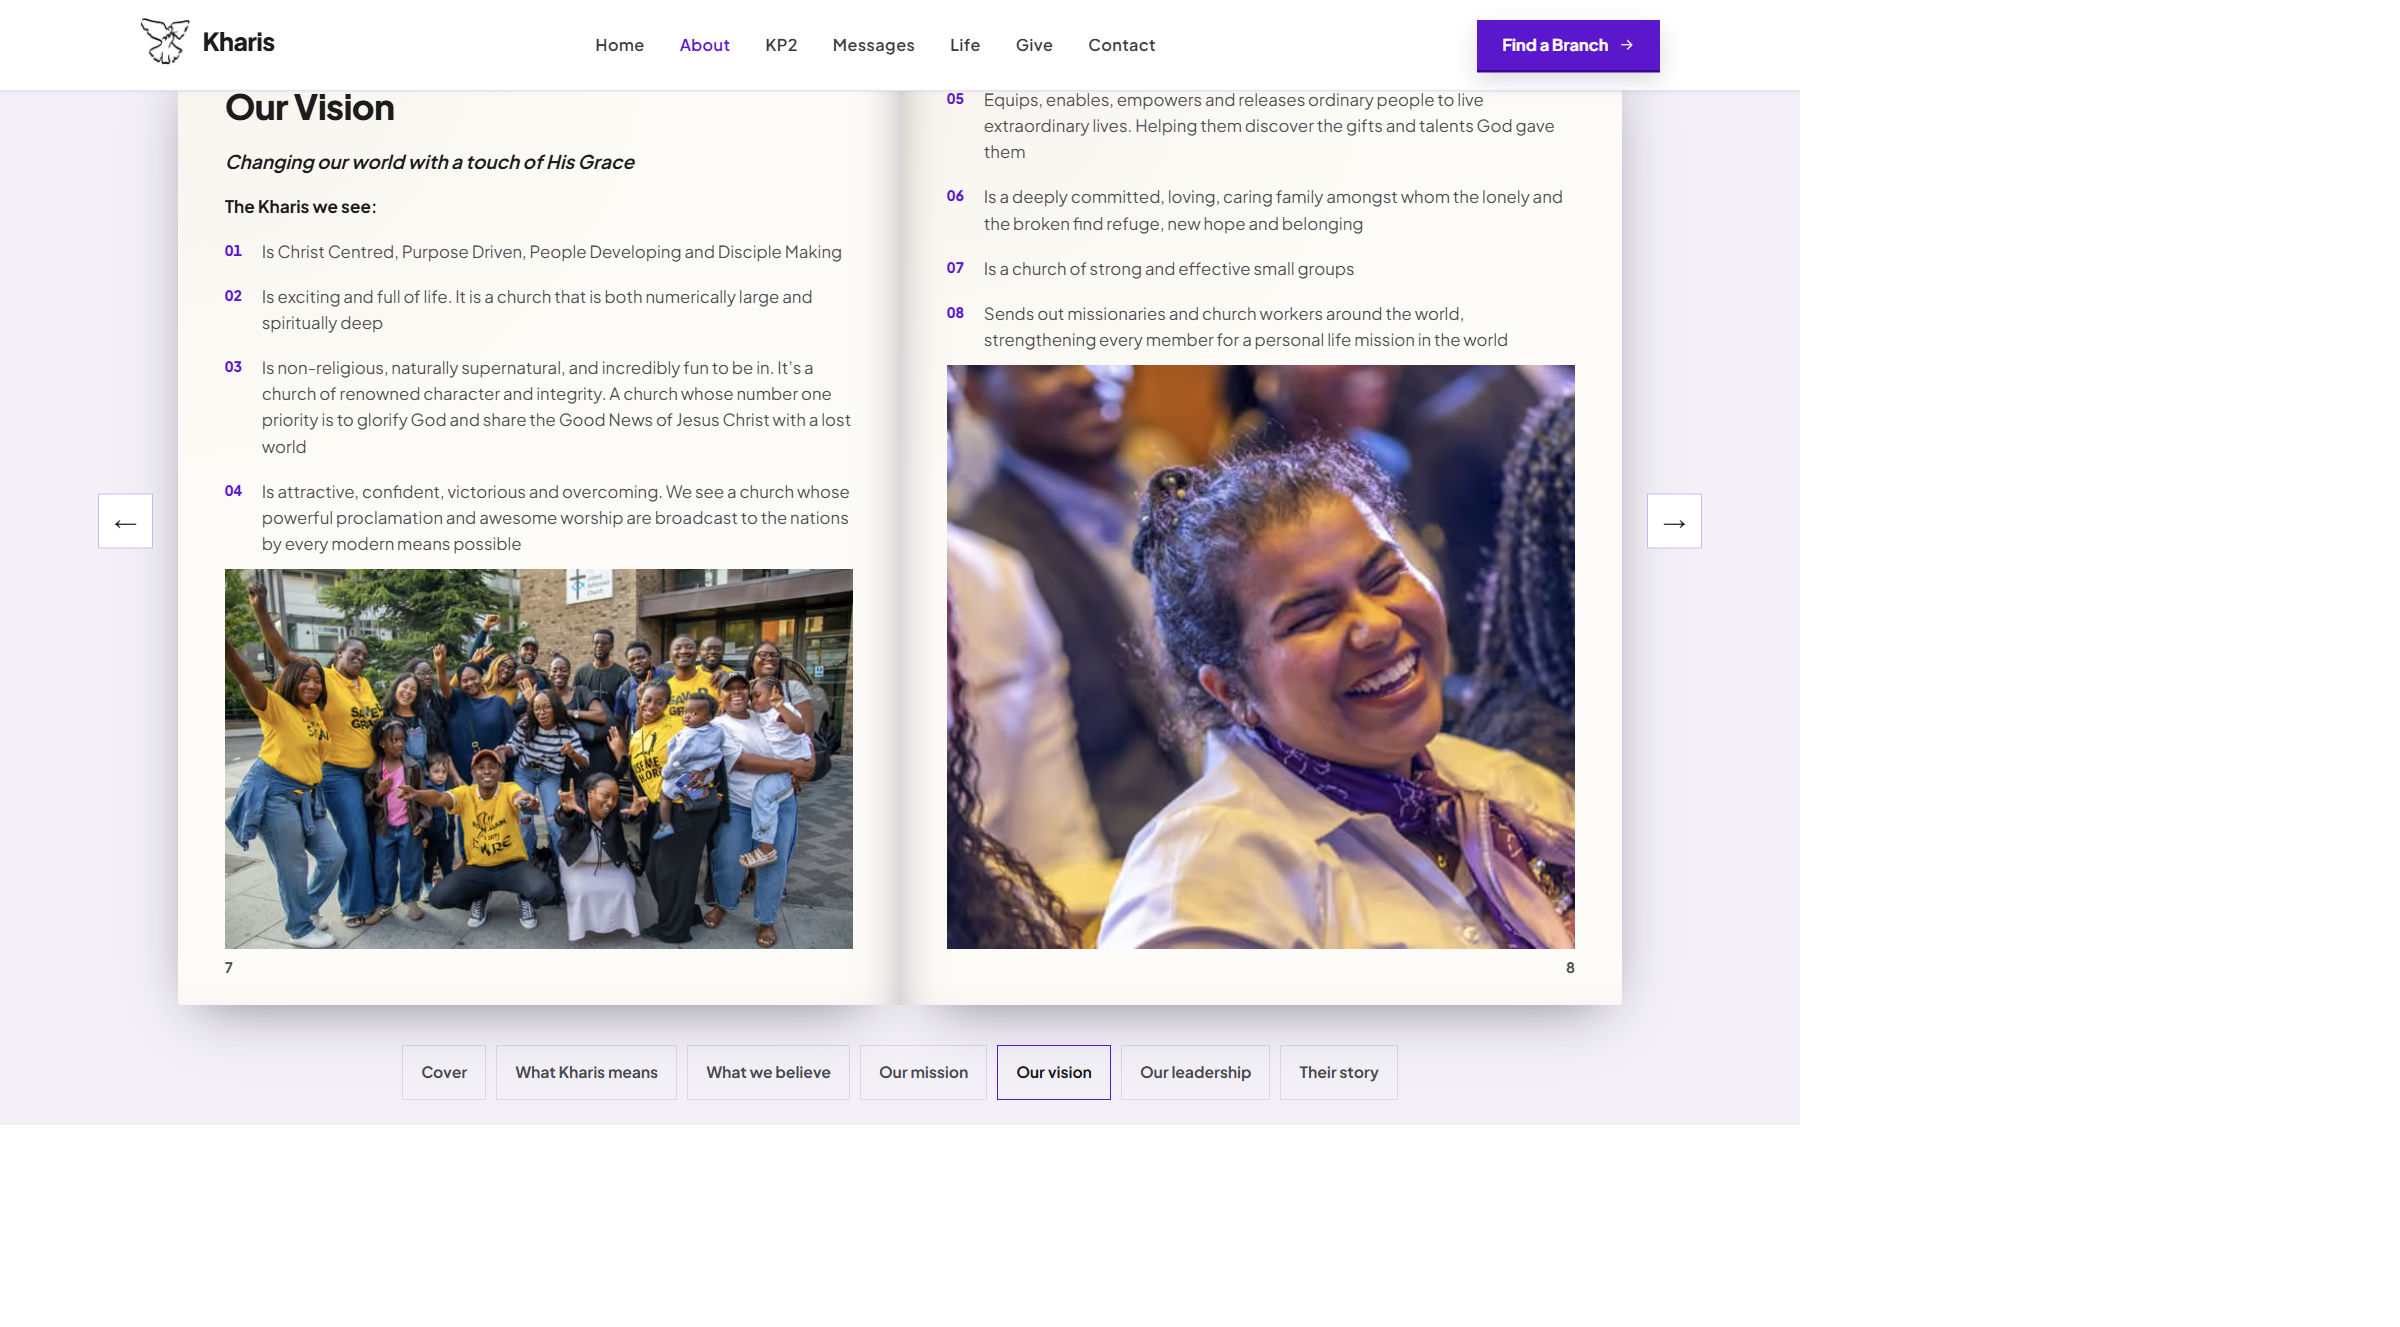 Kharis
Home
About
KP2
Messages
Life
Give
Contact
Find a Branch →
Our Vision
Changing our world with a touch of His Grace
The Kharis we see:
01 Is Christ Centred, Purpose Driven, People Developing and Disciple Making
02 Is exciting and full of life. It is a church that is both numerically large and
spiritually deep
03 Is non-religious, naturally supernatural, and incredibly fun to be in. It's a
church of renowned character and integrity. A church whose number one
priority is to glorify God and share the Good News of Jesus Christ with a lost
world
04 Is attractive, confident, victorious and overcoming. We see a church whose
powerful proclamation and awesome worship are broadcast to the nations
by every modern means possible
7
05 Equips, enables, empowers and releases ordinary people to live
extraordinary lives. Helping them discover the gifts and talents God gave
them
06 Is a deeply committed, loving, caring family amongst whom the lonely and
the broken find refuge, new hope and belonging
07 Is a church of strong and effective small groups
08 Sends out missionaries and church workers around the world,
strengthening every member for a personal life mission in the world
8
←
→
Cover
What Kharis means
What we believe
Our mission
Our vision
Our leadership
Their story